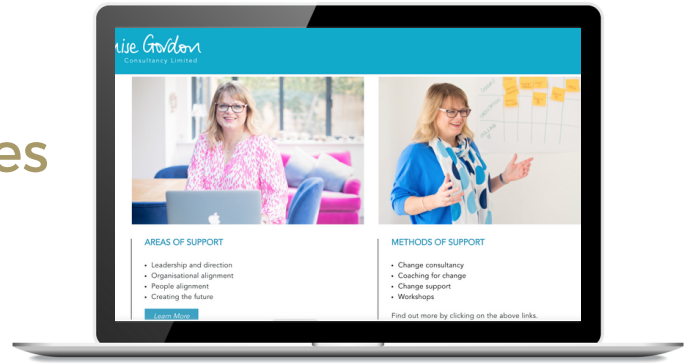 es
ise Gordon
Consultancy Limited
AREAS OF SUPPORT
• Leadership and direction
• Organisational alignment
• People alignment
• Creating the future
Learn More
METHODS OF SUPPORT
• Change consultancy
• Coaching for change
• Change support
• Workshops
Find out more by clicking on the above links.